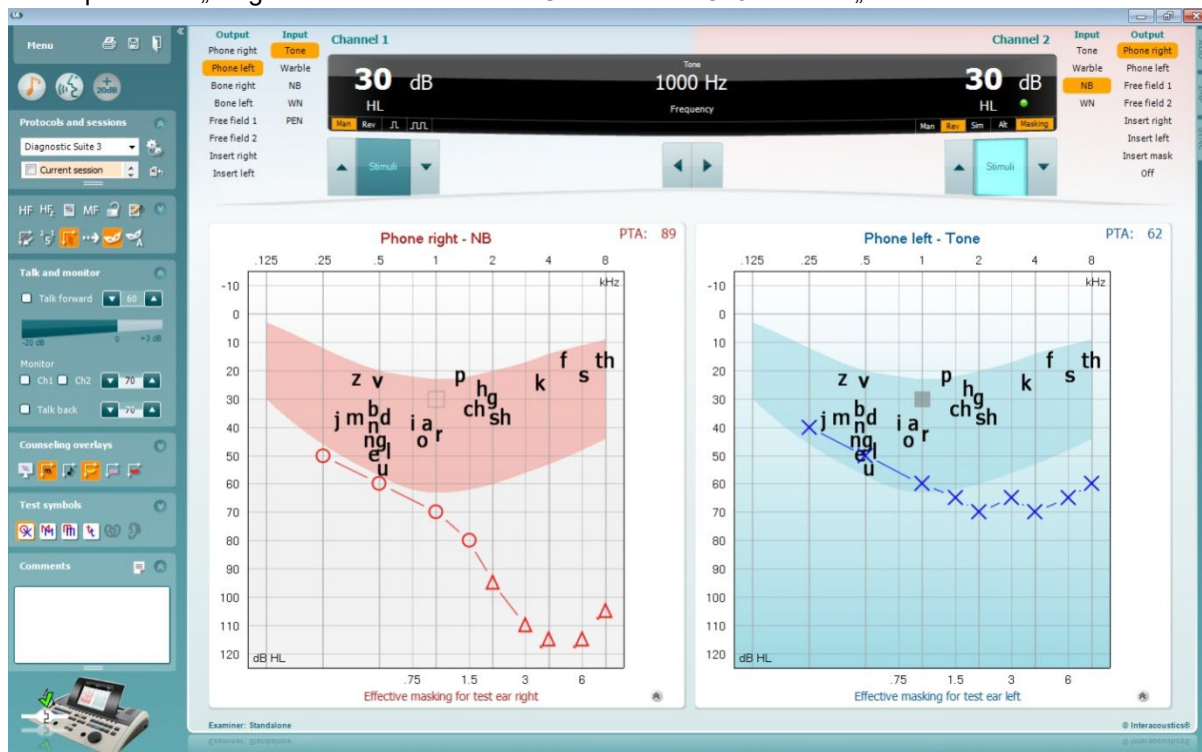 Menu
Output
Phone right
Phone left
Bone right
Bone left
Free field 1
Free field 2
Insert right
Insert left
Input
Tone
Warble
NB
WN
PEN
Channel 1
Channel 2
30 dB
HL
Man Rev
Tone
1000 Hz
Frequency
30 dB
HL
Man Rev Sim Alt Masking
Stimuli
Stimuli
Input
Tone
Warble
NB
WN
Output
Phone right
Phone left
Free field 1
Free field 2
Insert right
Insert left
Insert mask
Off
+
20dB
Protocols and sessions
Diagnostic Suite 3
Current session
HF HF2 MF
Talk and monitor
Talk forward 60
-20 dB 0 +3 dB
Monitor
Ch1 Ch2 70
Talk back 70
Counseling overlays
Test symbols
Comments
Phone right - NB
PTA: 89
.125 .25 .5 1 2 4 8
kHz
-10
0
10
20
30
40
50
60
70
80
90
100
110
120
dB HL
z v p f s th
k
h g
ch sh
j m b d
n
ng
e l
u
i a
o r
.75 1.5 3 6
Effective masking for test ear right
Phone left - Tone
PTA: 62
.125 .25 .5 1 2 4 8
kHz
-10
0
10
20
30
40
50
60
70
80
90
100
110
120
dB HL
z v p f s th
k
h g
ch sh
j m b d
n
ng
e l
u
i a
o r
.75 1.5 3 6
Effective masking for test ear left
Examiner: Standalone
© Interacoustics®